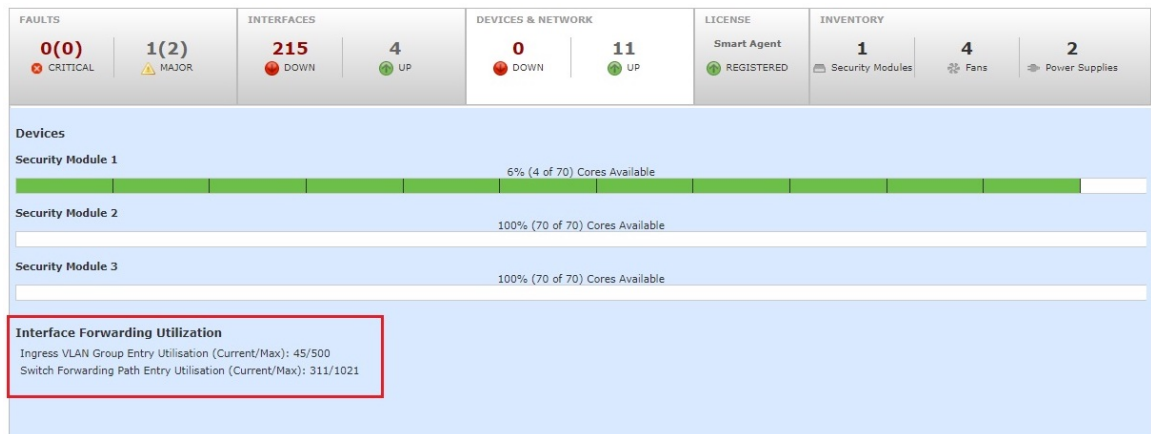 FAULTS
0(0)
CRITICAL
1(2)
MAJOR
INTERFACES
215
DOWN
4
UP
DEVICES & NETWORK
0
DOWN
11
UP
LICENSE
Smart Agent
REGISTERED
INVENTORY
1
Security Modules
4
Fans
2
Power Supplies
Devices
Security Module 1
6% (4 of 70) Cores Available
Security Module 2
100% (70 of 70) Cores Available
Security Module 3
100% (70 of 70) Cores Available
Interface Forwarding Utilization
Ingress VLAN Group Entry Utilisation (Current/Max): 45/500
Switch Forwarding Path Entry Utilisation (Current/Max): 311/1021